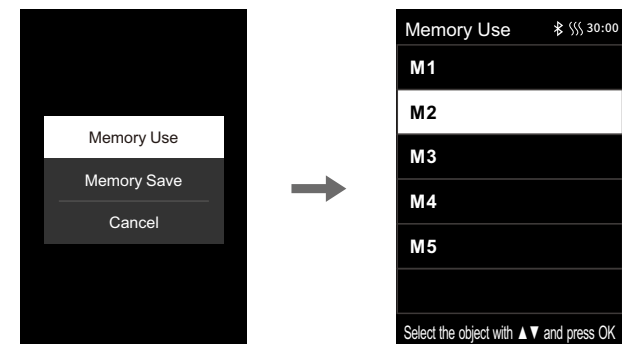 Memory Use
Memory Save
Cancel
Memory Use 30:00
M1
M2
M3
M4
M5
Select the object with ▲▼ and press OK